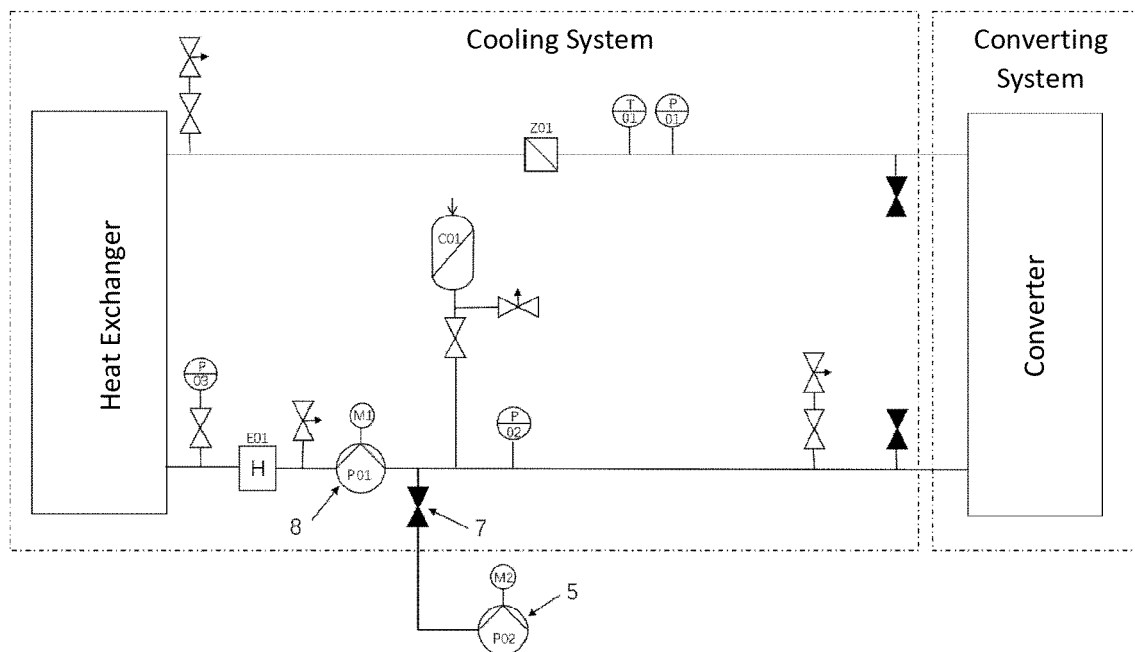 Cooling System
Converting
System
T
01
P
01
Z01
C01
Heat Exchanger
Converter
P
03
E01
H
M1
P01
P
02
8
7
M2
5
P02